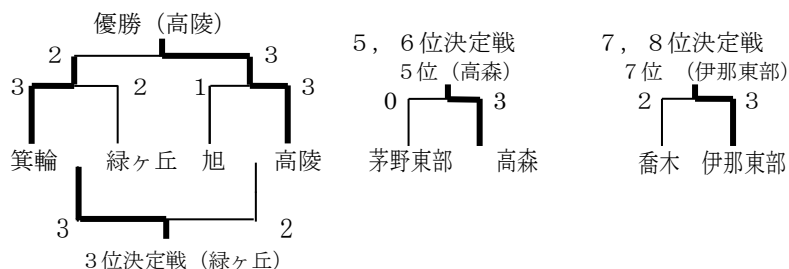 優勝（高陵）
2 3
3 2 1 3
箕輪 緑ヶ丘 旭 高陵
3 2
３位決定戦（緑ヶ丘）
５，６位決定戦
５位（高森）
0 3
茅野東部 高森
７，８位決定戦
７位 （伊那東部）
2 3
喬木 伊那東部